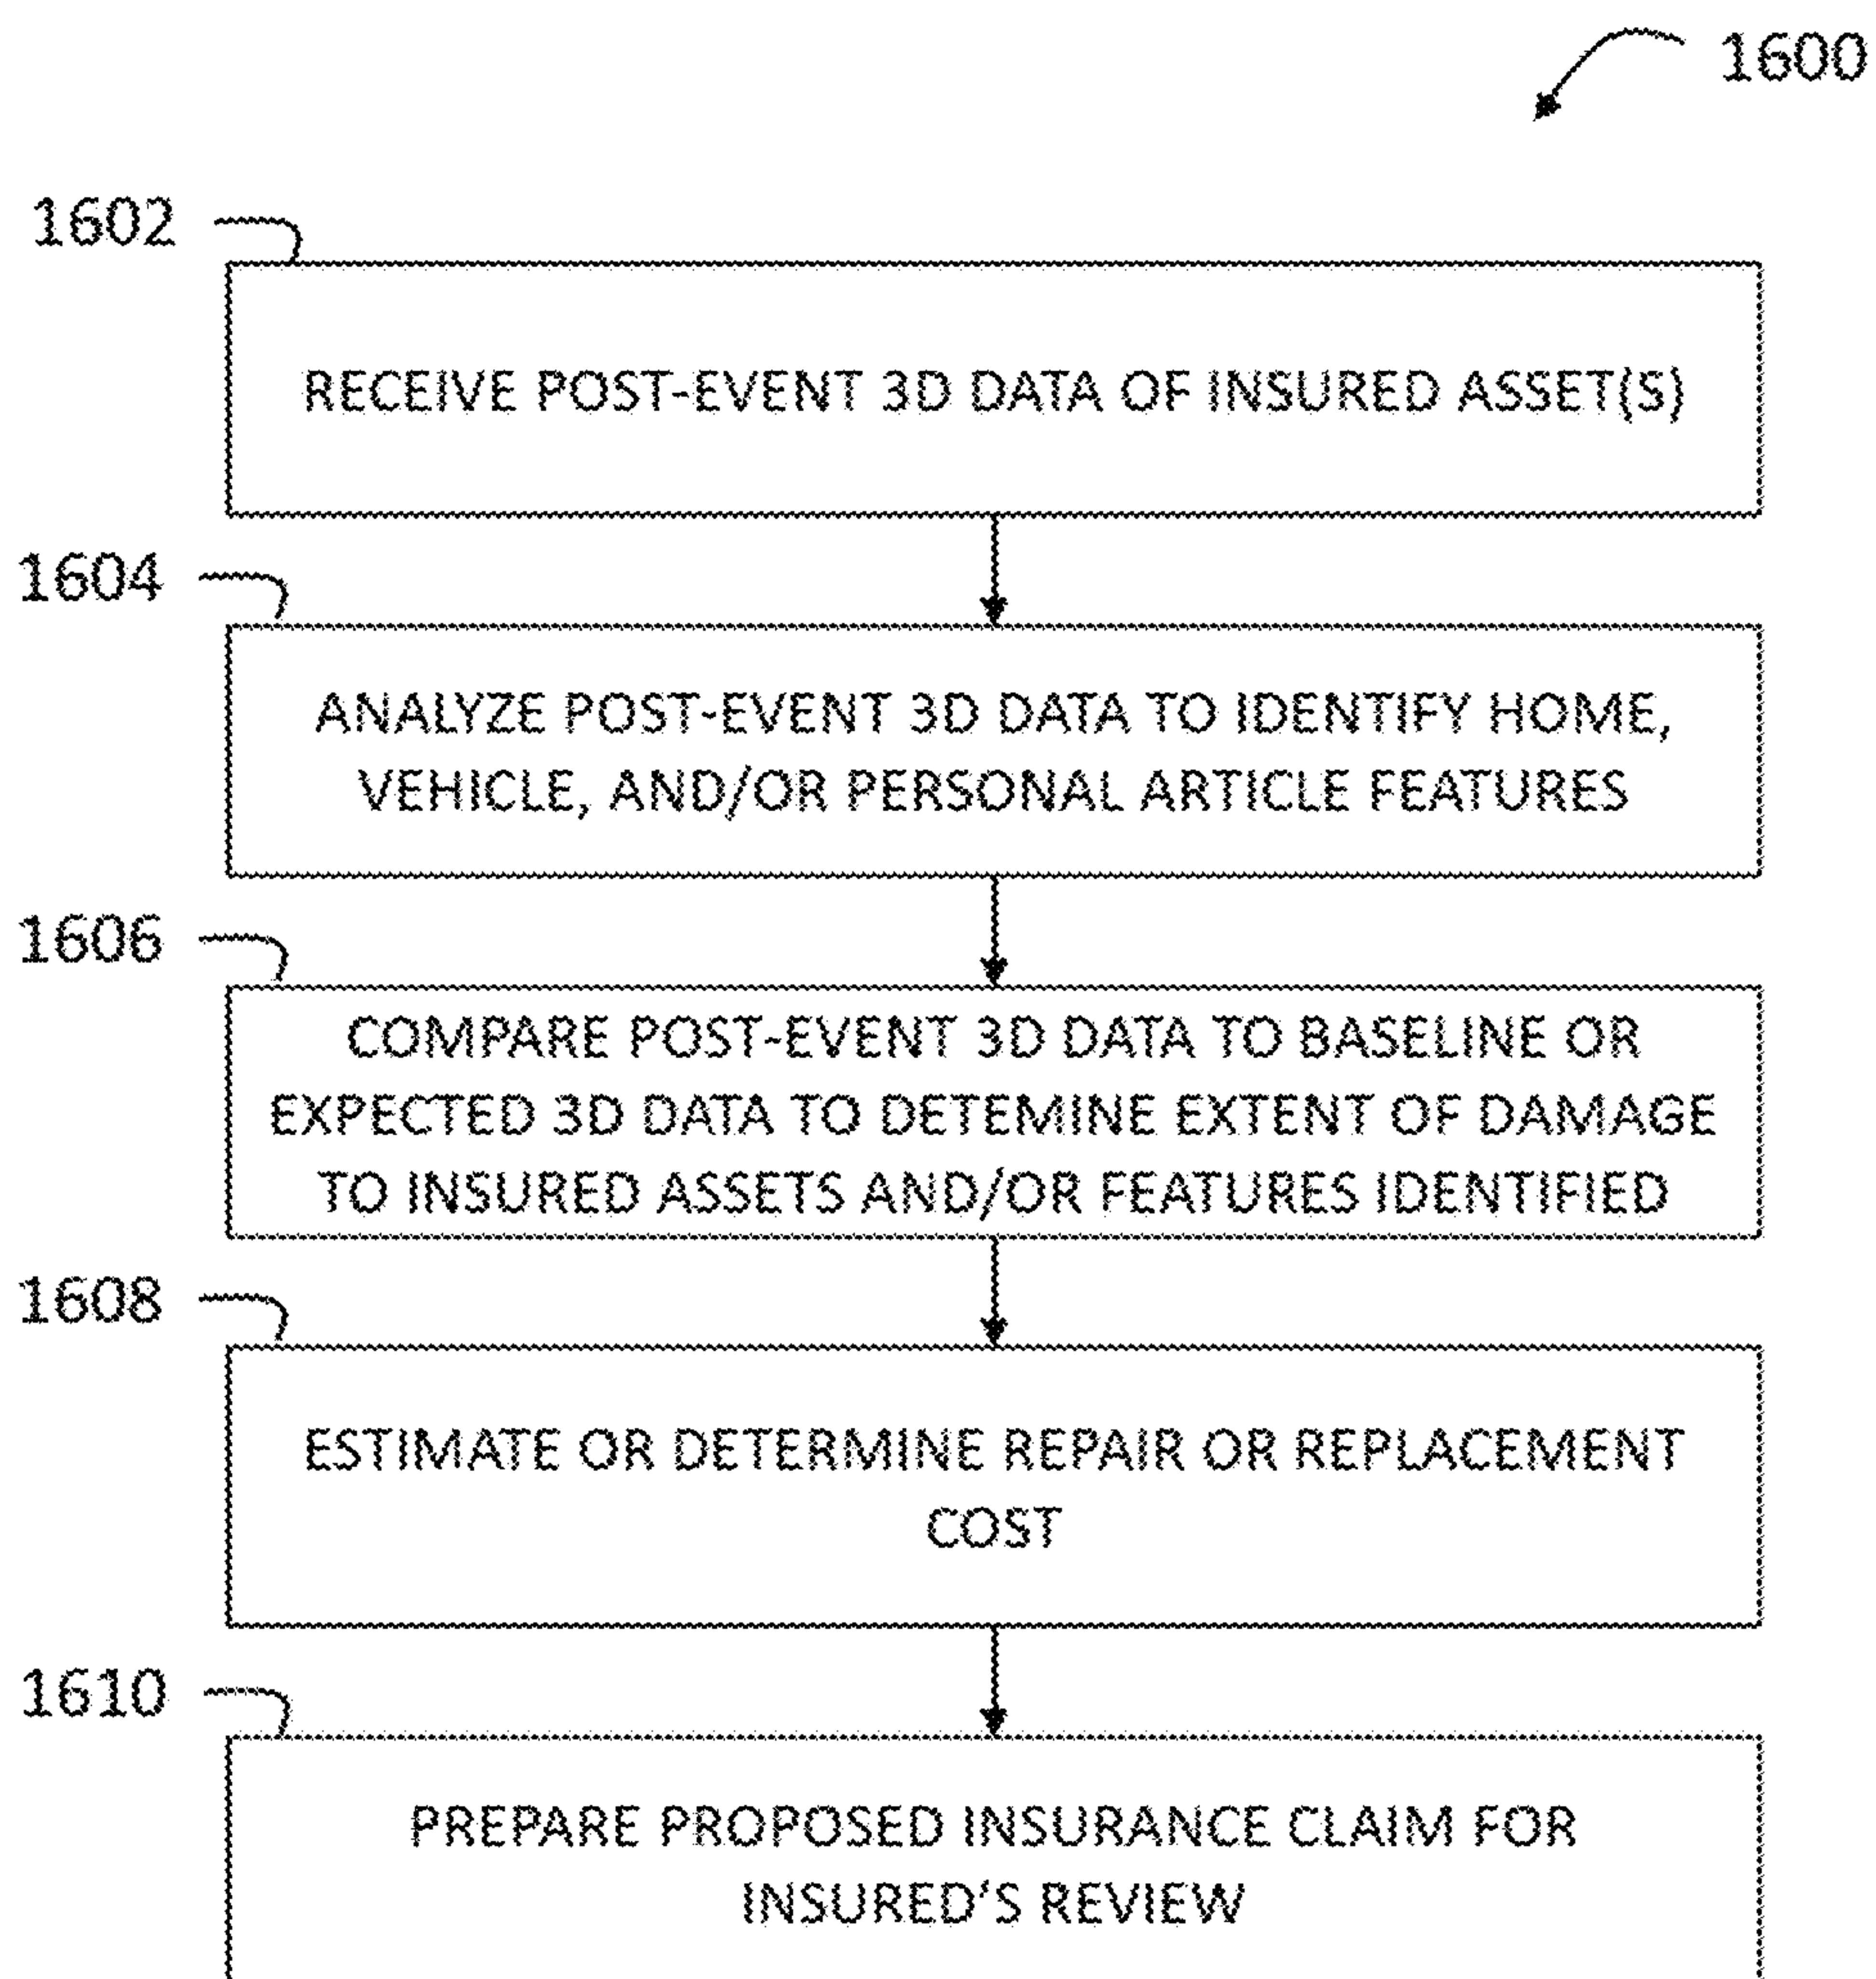 1600
1602
RECEIVE POST-EVENT 3D DATA OF INSURED ASSET(S)
1604
ANALYZE POST-EVENT 3D DATA TO IDENTIFY HOME,
VEHICLE, AND/OR PERSONAL ARTICLE FEATURES
1606
COMPARE POST-EVENT 3D DATA TO BASELINE OR
EXPECTED 3D DATA TO DETEMINE EXTENT OF DAMAGE
TO INSURED ASSETS AND/OR FEATURES IDENTIFIED
1608
ESTIMATE OR DETERMINE REPAIR OR REPLACEMENT
COST
1610
PREPARE PROPOSED INSURANCE CLAIM FOR
INSURED'S REVIEW